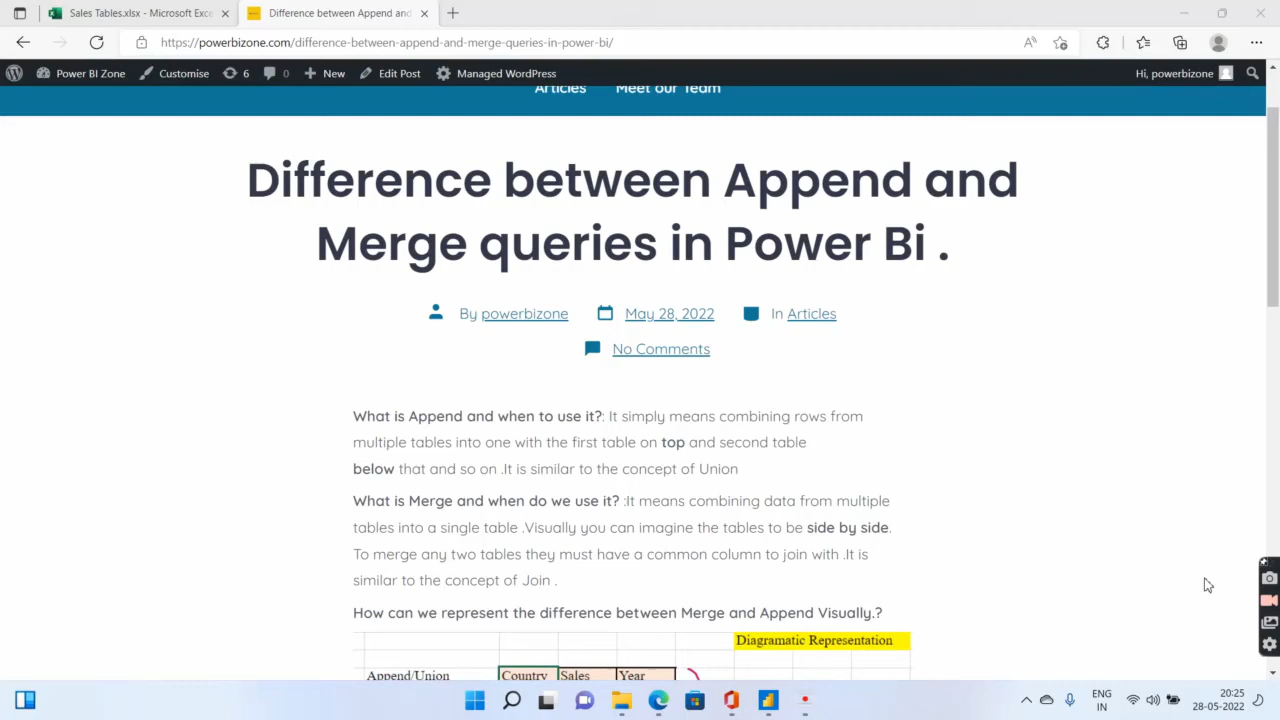 Sales Tables.xlsx - Microsoft Exce
Difference between Append and
https://powerbizone.com/difference-between-append-and-merge-queries-in-power-bi/
Power BI Zone
Customise
6
0
New
Edit Post
Managed WordPress
Hi, powerbizone
Articles
Meet our Team
Difference between Append and
Merge queries in Power Bi .
By powerbizone
May 28, 2022
In Articles
No Comments
What is Append and when to use it?: It simply means combining rows from
multiple tables into one with the first table on top and second table
below that and so on .It is similar to the concept of Union
What is Merge and when do we use it? :It means combining data from multiple
tables into a single table .Visually you can imagine the tables to be side by side.
To merge any two tables they must have a common column to join with .It is
similar to the concept of Join .
How can we represent the difference between Merge and Append Visually.?
Diagramatic Representation
Append/Union
Country
Sales
Year
ENG
IN
20:25
28-05-2022